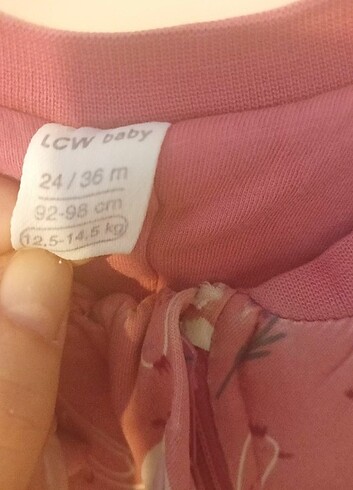 LCW baby
24 / 36 m
92-98 cm
12,5-14,5 kg